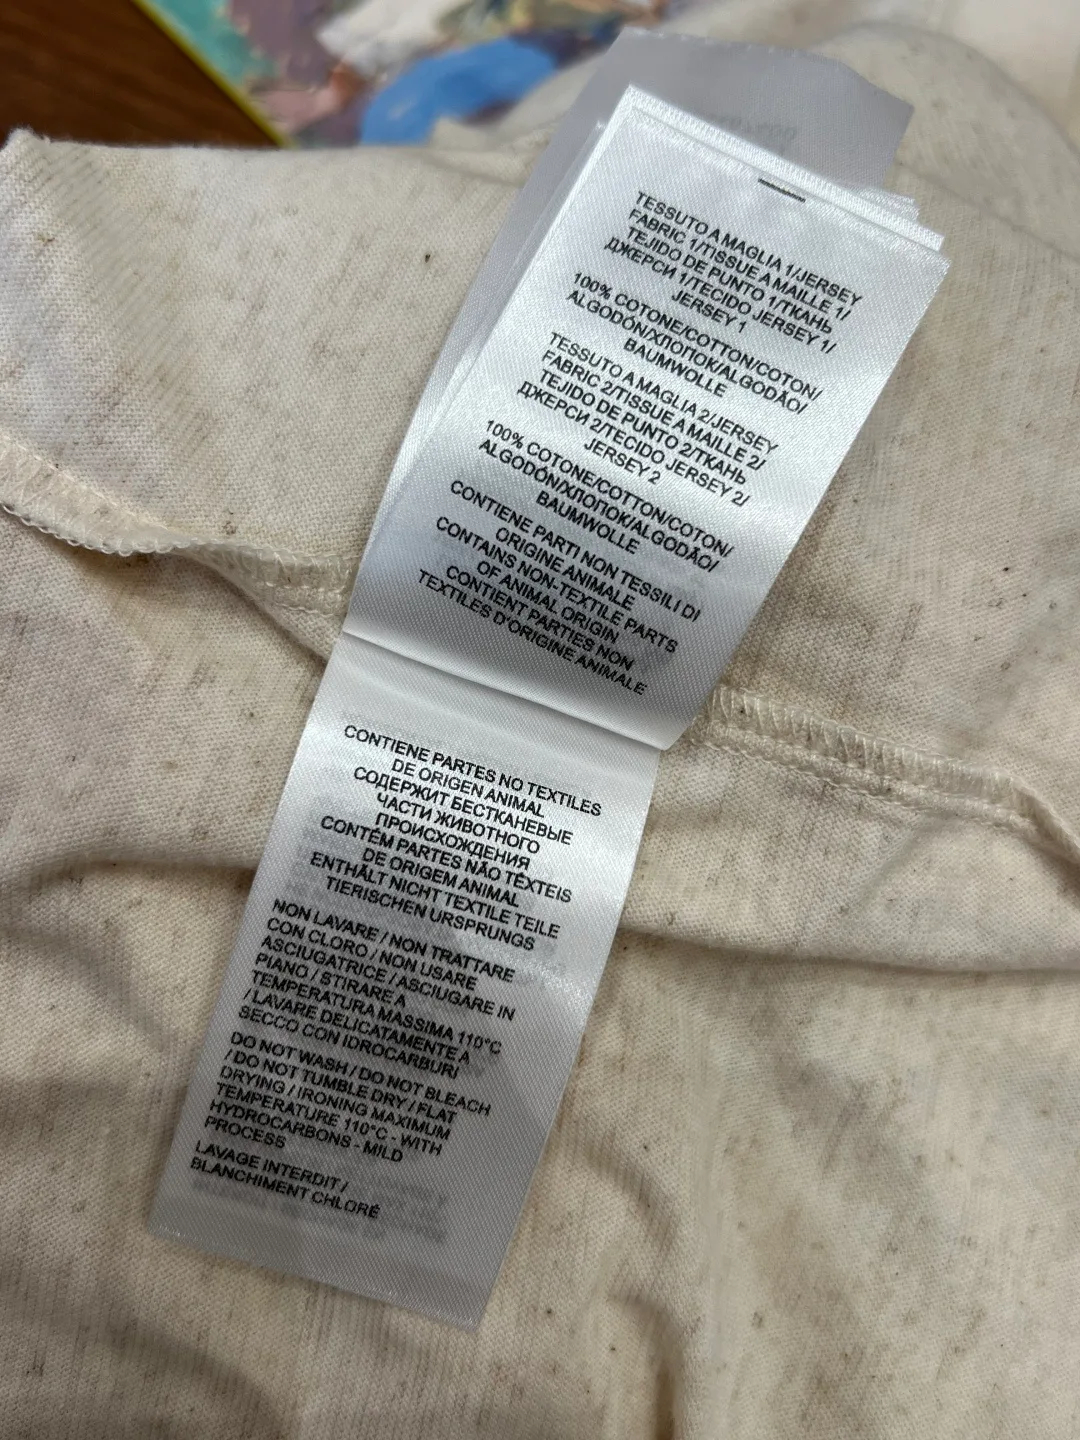 TESSUTO A MAGLIA 1/JERSEY
FABRIC 1/TISSUE A MAILLE 1/
TEJIDO DE PUNTO 1/ТКАНЬ
ДЖЕРСИ 1/TECIDO JERSEY 1/
JERSEY 1
100% COTONE/COTTON/COTON/
ALGODÓN/ХЛОПОК/ALGODÃO/
BAUMWOLLE
TESSUTO A MAGLIA 2/JERSEY
FABRIC 2/TISSUE A MAILLE 2/
TEJIDO DE PUNTO 2/ТКАНЬ
ДЖЕРСИ 2/TECIDO JERSEY 2/
JERSEY 2
100% COTONE/COTTON/COTON/
ALGODÓN/ХЛОПОК/ALGODÃO/
BAUMWOLLE
CONTIENE PARTI NON TESSILI DI
ORIGINE ANIMALE
CONTAINS NON-TEXTILE PARTS
OF ANIMAL ORIGIN
CONTIENT PARTIES NON
TEXTILES D'ORIGINE ANIMALE
CONTIENE PARTES NO TEXTILES
DE ORIGEN ANIMAL
СОДЕРЖИТ БЕСТКАНЕВЫЕ
ЧАСТИ ЖИВОТНОГО
ПРОИСХОЖДЕНИЯ
CONTÉM PARTES NÃO TÊXTEIS
DE ORIGEM ANIMAL
ENTHÄLT NICHT TEXTILE TEILE
TIERISCHEN URSPRUNGS
NON LAVARE / NON TRATTARE
CON CLORO / NON USARE
ASCIUGATRICE / ASCIUGARE IN
PIANO / STIRARE A
TEMPERATURA MASSIMA 110°C
/ LAVARE DELICATAMENTE A
SECCO CON IDROCARBURI
DO NOT WASH / DO NOT BLEACH
/ DO NOT TUMBLE DRY / FLAT
DRYING / IRONING MAXIMUM
TEMPERATURE 110°C - WITH
HYDROCARBONS - MILD
PROCESS
LAVAGE INTERDIT /
BLANCHIMENT CHLORÉ